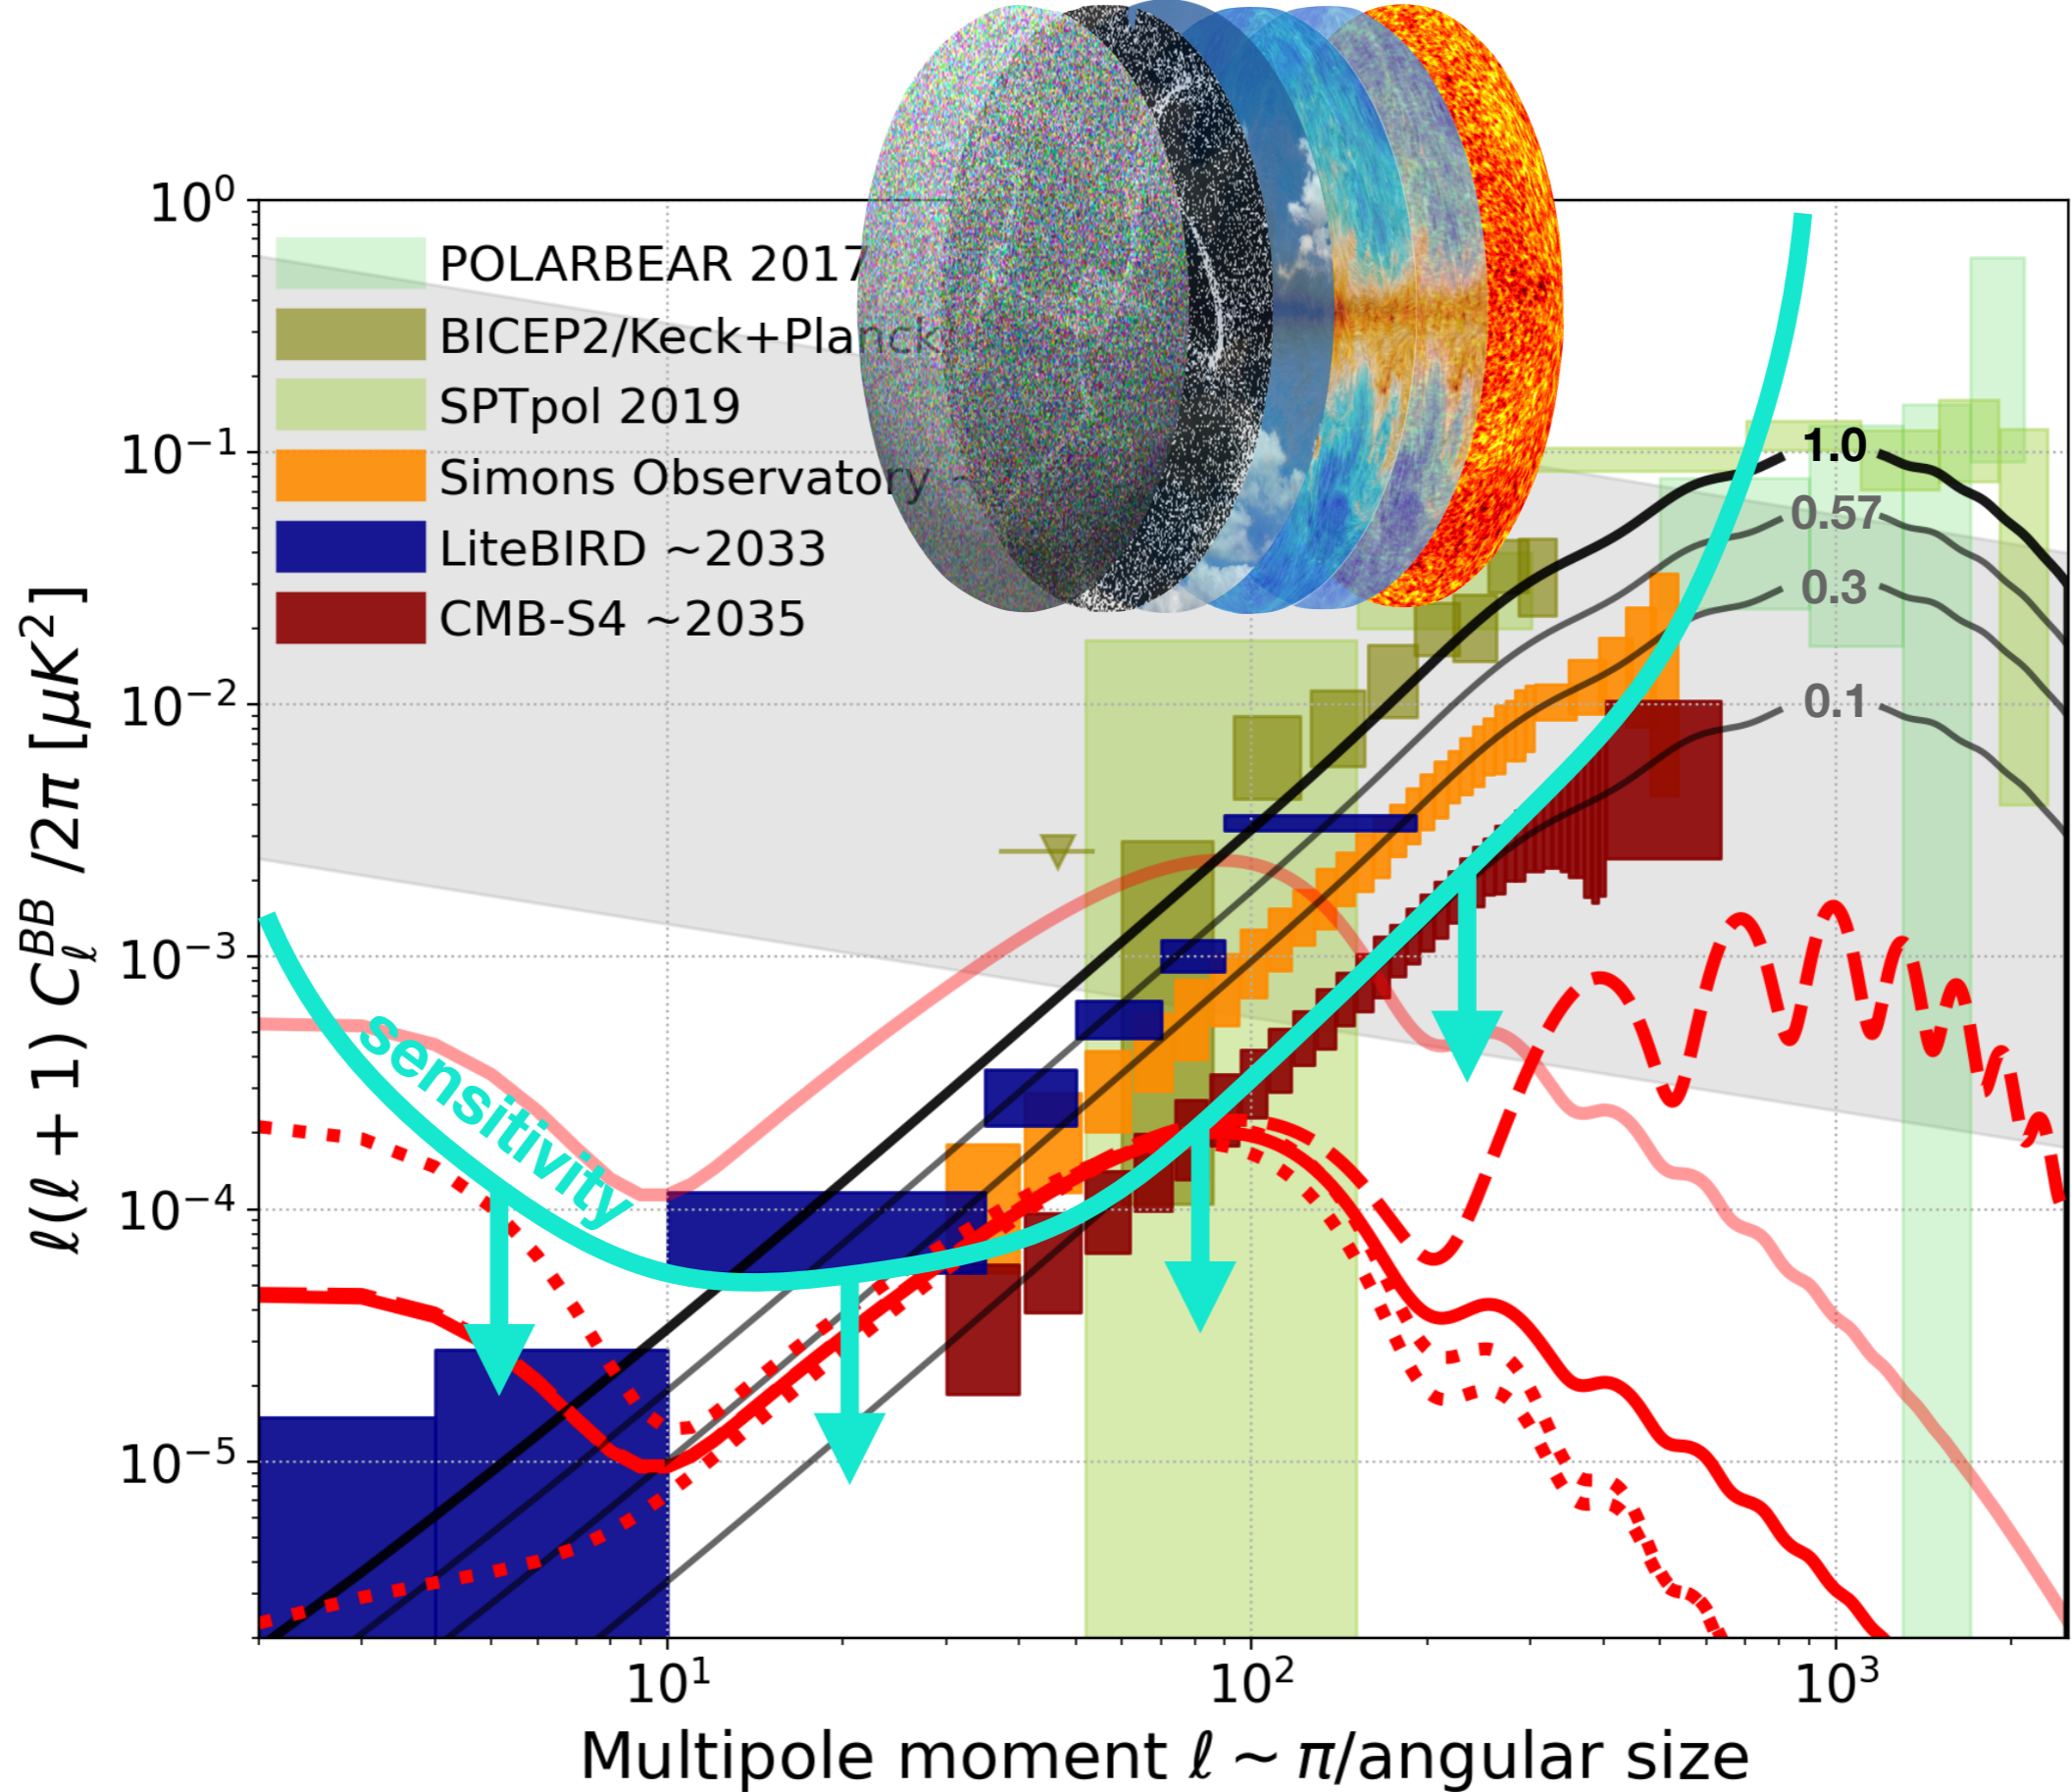 10⁰
10⁻¹
10⁻²
10⁻³
10⁻⁴
10⁻⁵
ℓ(ℓ + 1) C_ℓ^{BB} /2π [μK²]
POLARBEAR 2017
BICEP2/Keck+Planck
SPTpol 2019
Simons Observatory ~
LiteBIRD ~2033
CMB-S4 ~2035
1.0
0.57
0.3
0.1
sensitivity
10¹
10²
10³
Multipole moment ℓ ~ π/angular size